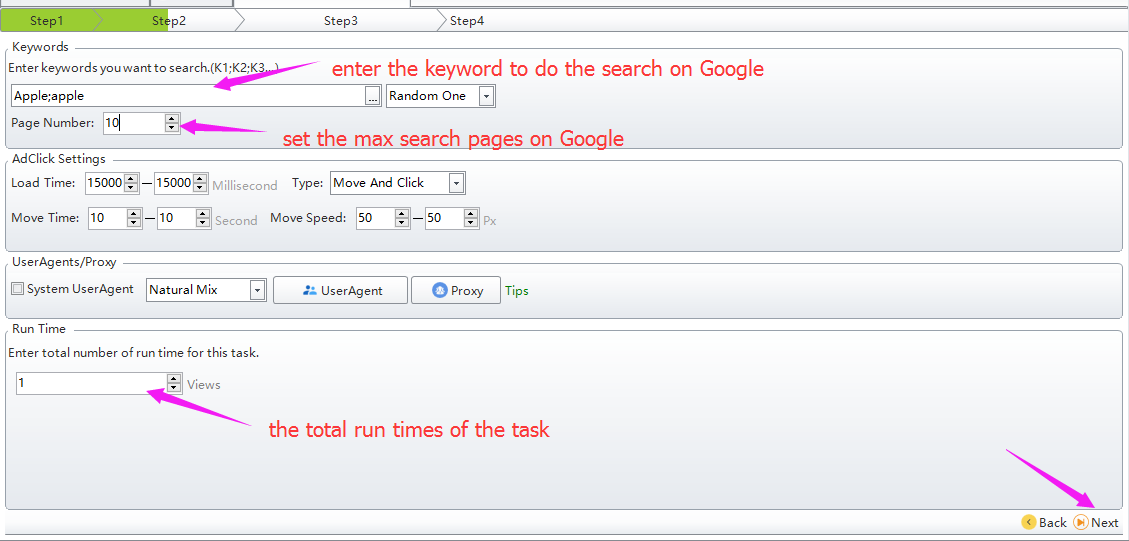 Step1 Step2 Step3 Step4
Keywords
Enter keywords you want to search.(K1;K2;K3...)
enter the keyword to do the search on Google
Apple;apple ... Random One
Page Number: 10
set the max search pages on Google
AdClick Settings
Load Time: 15000 — 15000 Millisecond Type: Move And Click
Move Time: 10 — 10 Second Move Speed: 50 — 50 Px
UserAgents/Proxy
System UserAgent Natural Mix UserAgent Proxy Tips
Run Time
Enter total number of run time for this task.
1 Views
the total run times of the task
Back Next